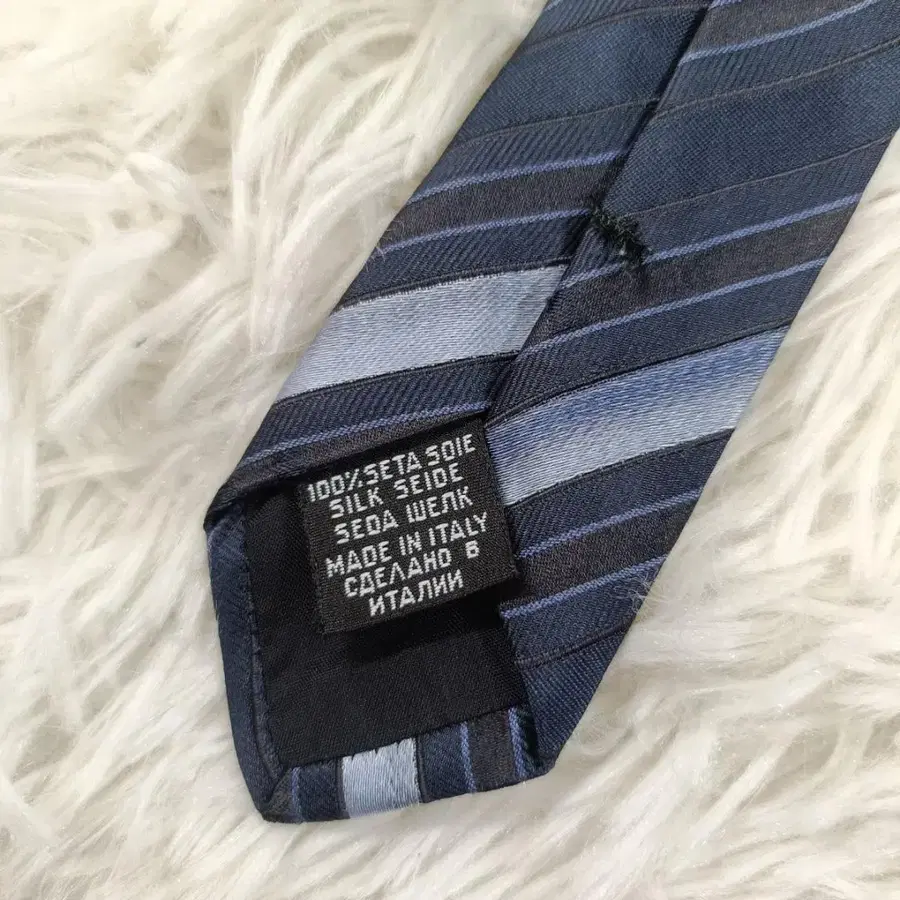 100% SETA SOIE
SILK SEIDE
SEDA ШЕЛК
MADE IN ITALY
СДЕЛАНО В
ИТАЛИИ